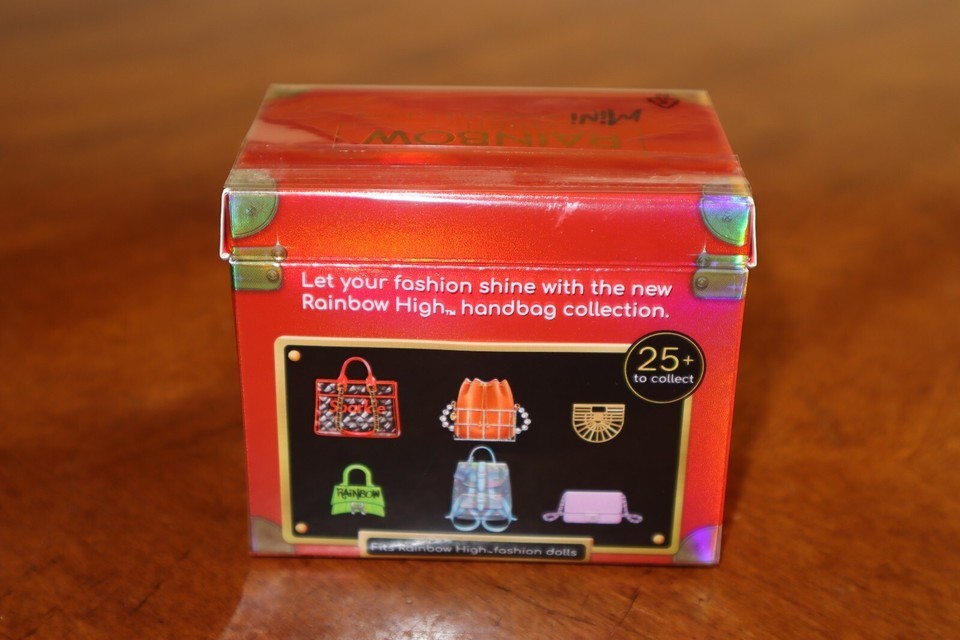 MINI
RAINBOW
Let your fashion shine with the new
Rainbow High™ handbag collection.
25+
to collect
Sparkle
RAINBOW
Fits Rainbow High™ fashion dolls